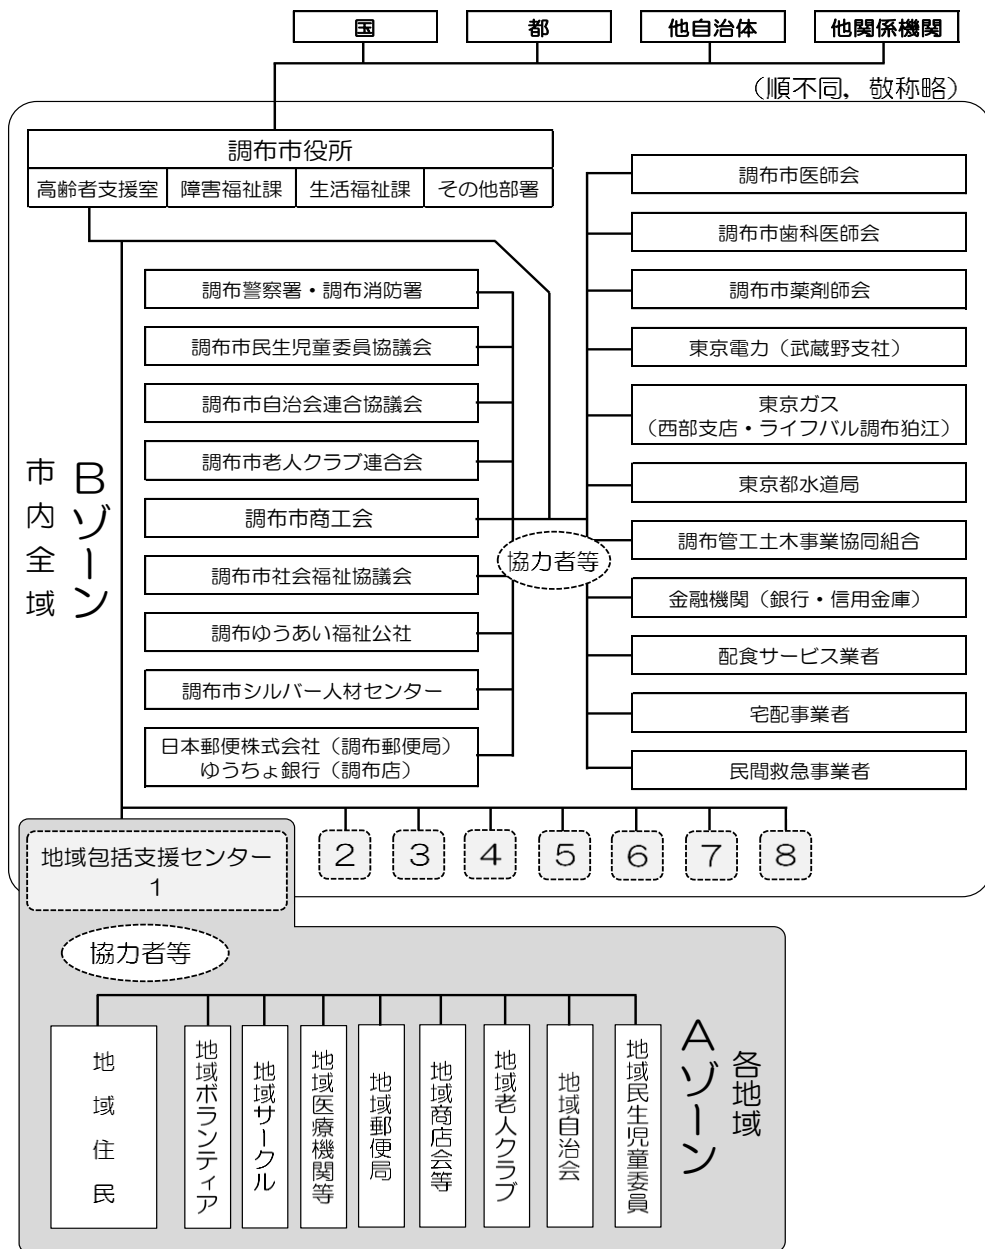 国
都
他自治体
他関係機関
（順不同，敬称略）
調布市役所
高齢者支援室
障害福祉課
生活福祉課
その他部署
調布警察署・調布消防署
調布市民生児童委員協議会
調布市自治会連合協議会
調布市老人クラブ連合会
調布市商工会
調布市社会福祉協議会
調布ゆうあい福祉公社
調布市シルバー人材センター
日本郵便株式会社（調布郵便局）
ゆうちょ銀行（調布店）
協力者等
調布市医師会
調布市歯科医師会
調布市薬剤師会
東京電力（武蔵野支社）
東京ガス
（西部支店・ライフバル調布狛江）
東京都水道局
調布管工土木事業協同組合
金融機関（銀行・信用金庫）
配食サービス業者
宅配事業者
民間救急事業者
Ｂゾーン
市内全域
地域包括支援センター
1
2
3
4
5
6
7
8
協力者等
地域住民
地域ボランティア
地域サークル
地域医療機関等
地域郵便局
地域商店会等
地域老人クラブ
地域自治会
地域民生児童委員
Ａゾーン
各地域